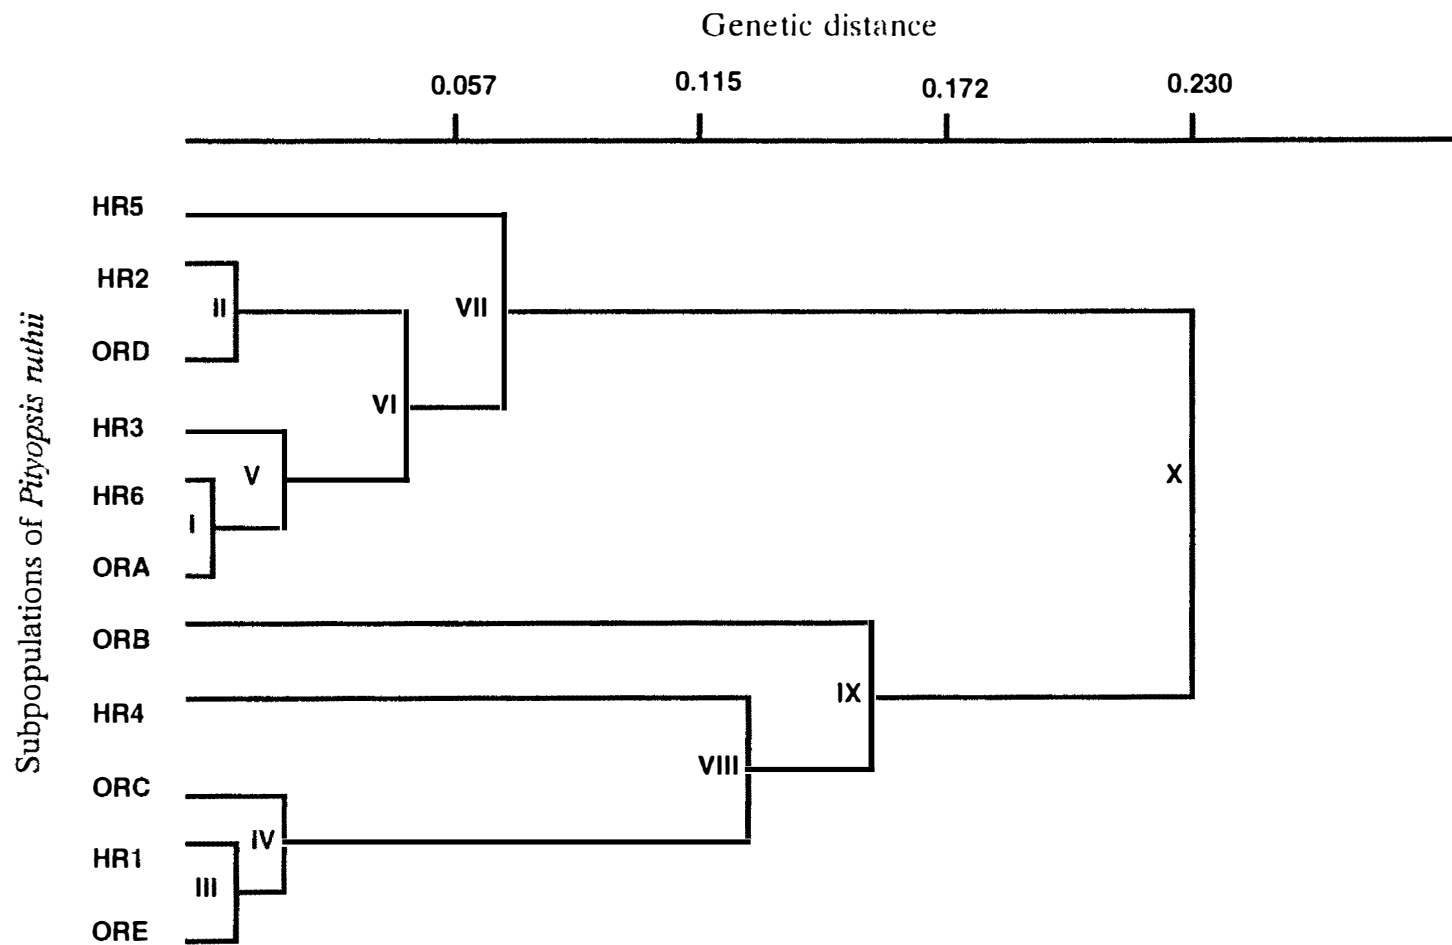 Genetic distance
0.057 0.115 0.172 0.230
Subpopulations of Pityopsis ruthii
HR5
HR2
II VII
ORD
VI
HR3
V X
HR6
I
ORA
ORB
IX
HR4
VIII
ORC
IV
HR1
III
ORE